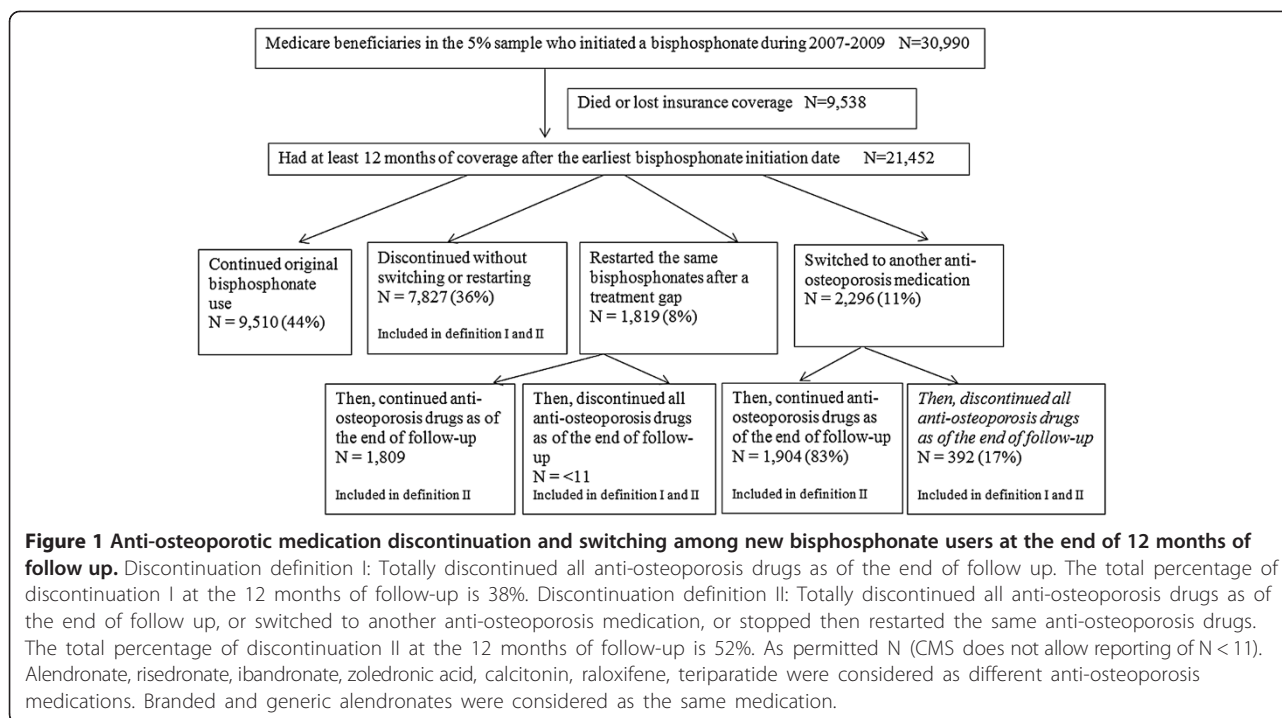 Medicare beneficiaries in the 5% sample who initiated a bisphosphonate during 2007-2009 N=30,990
Died or lost insurance coverage N=9,538
Had at least 12 months of coverage after the earliest bisphosphonate initiation date N=21,452
Continued original
bisphosphonate
use
N = 9,510 (44%)
Discontinued without
switching or restarting
N = 7,827 (36%)
Included in definition I and II
Restarted the same
bisphosphonates after a
treatment gap
N = 1,819 (8%)
Switched to another anti-
osteoporosis medication
N = 2,296 (11%)
Then, continued anti-
osteoporosis drugs as of
the end of follow-up
N = 1,809
Included in definition II
Then, discontinued all
anti-osteoporosis drugs
as of the end of follow-
up
N = <11
Included in definition I and II
Then, continued anti-
osteoporosis drugs as
of the end of follow-up
N = 1,904 (83%)
Included in definition II
Then, discontinued all
anti-osteoporosis drugs
as of the end of follow-up
N = 392 (17%)
Included in definition I and II
Figure 1 Anti-osteoporotic medication discontinuation and switching among new bisphosphonate users at the end of 12 months of
follow up. Discontinuation definition I: Totally discontinued all anti-osteoporosis drugs as of the end of follow up. The total percentage of
discontinuation I at the 12 months of follow-up is 38%. Discontinuation definition II: Totally discontinued all anti-osteoporosis drugs as of
the end of follow up, or switched to another anti-osteoporosis medication, or stopped then restarted the same anti-osteoporosis drugs.
The total percentage of discontinuation II at the 12 months of follow-up is 52%. As permitted N (CMS does not allow reporting of N < 11).
Alendronate, risedronate, ibandronate, zoledronic acid, calcitonin, raloxifene, teriparatide were considered as different anti-osteoporosis
medications. Branded and generic alendronates were considered as the same medication.